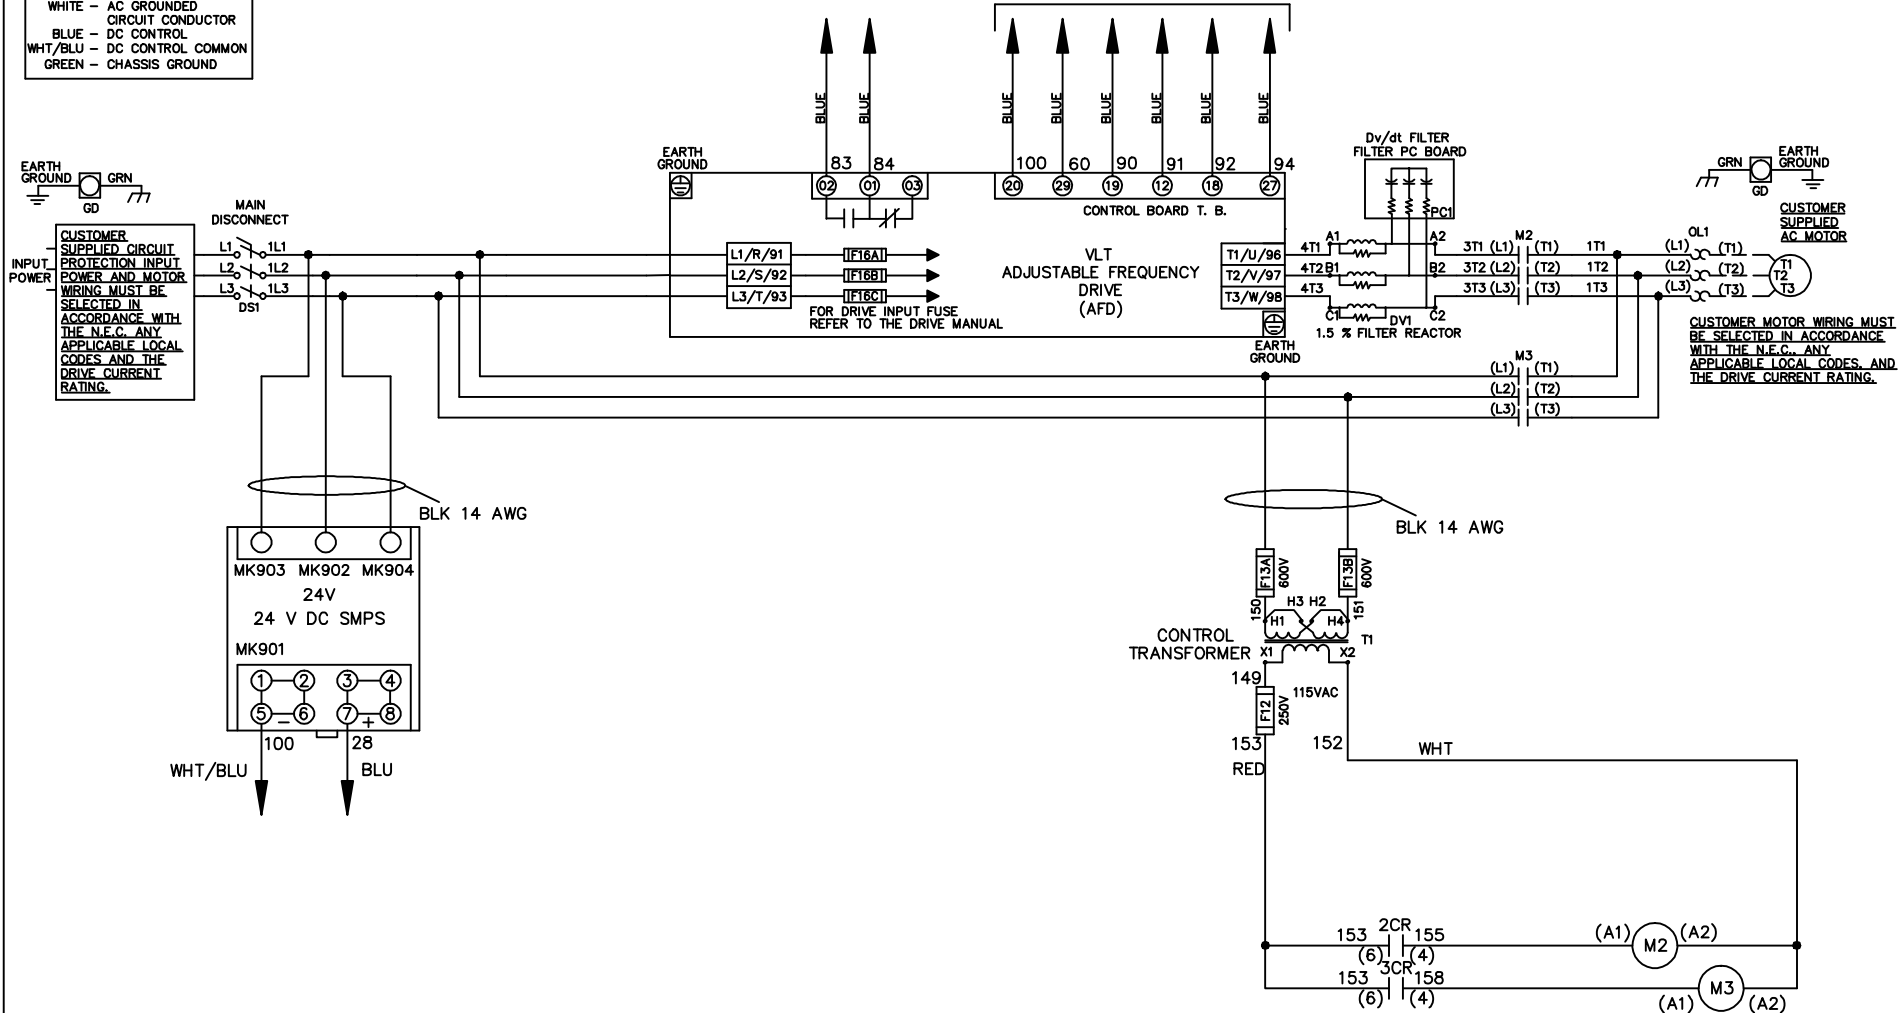 WHITE – AC GROUNDED
CIRCUIT CONDUCTOR
BLUE – DC CONTROL
WHT/BLU – DC CONTROL COMMON
GREEN – CHASSIS GROUND
BLUE
BLUE
BLUE
BLUE
BLUE
BLUE
BLUE
BLUE
EARTH
GROUND
GRN
GD
INPUT
POWER
CUSTOMER
SUPPLIED CIRCUIT
PROTECTION INPUT
POWER AND MOTOR
WIRING MUST BE
SELECTED IN
ACCORDANCE WITH
THE N.E.C. ANY
APPLICABLE LOCAL
CODES AND THE
DRIVE CURRENT
RATING.
MAIN
DISCONNECT
L1 1L1
L2 1L2
L3 1L3
DS1
EARTH
GROUND
83 84
02 01 03
100 60 90 91 92 94
20 29 19 12 18 27
CONTROL BOARD T. B.
L1/R/91
L2/S/92
L3/T/93
F16A
F16B
F16C
FOR DRIVE INPUT FUSE
REFER TO THE DRIVE MANUAL
VLT
ADJUSTABLE FREQUENCY
DRIVE
(AFD)
T1/U/96
T2/V/97
T3/W/98
EARTH
GROUND
Dv/dt FILTER
FILTER PC BOARD
PC1
4T1 A1 A2
4T2 B1 B2
4T3 C1 C2
DV1
1.5 % FILTER REACTOR
M2
3T1 (L1) (T1) 1T1
3T2 (L2) (T2) 1T2
3T3 (L3) (T3) 1T3
OL1
(L1) (T1)
(L2) (T2)
(L3) (T3)
T1
T2
T3
GRN
EARTH
GROUND
GD
CUSTOMER
SUPPLIED
AC MOTOR
CUSTOMER MOTOR WIRING MUST
BE SELECTED IN ACCORDANCE
WITH THE N.E.C., ANY
APPLICABLE LOCAL CODES, AND
THE DRIVE CURRENT RATING.
M3
(L1) (T1)
(L2) (T2)
(L3) (T3)
BLK 14 AWG
MK903 MK902 MK904
24V
24 V DC SMPS
MK901
1 2 3 4
5 6 7 8
– +
100 28
WHT/BLU BLU
BLK 14 AWG
F13A 600V
F13B 600V
150 151
H3 H2
H1 H4
CONTROL
TRANSFORMER
T1
X1 X2
149
115VAC
F12 250V
153 152
RED
WHT
2CR
153 155
(6) (4)
(A1) M2 (A2)
3CR
153 158
(6) (4)
(A1) M3 (A2)